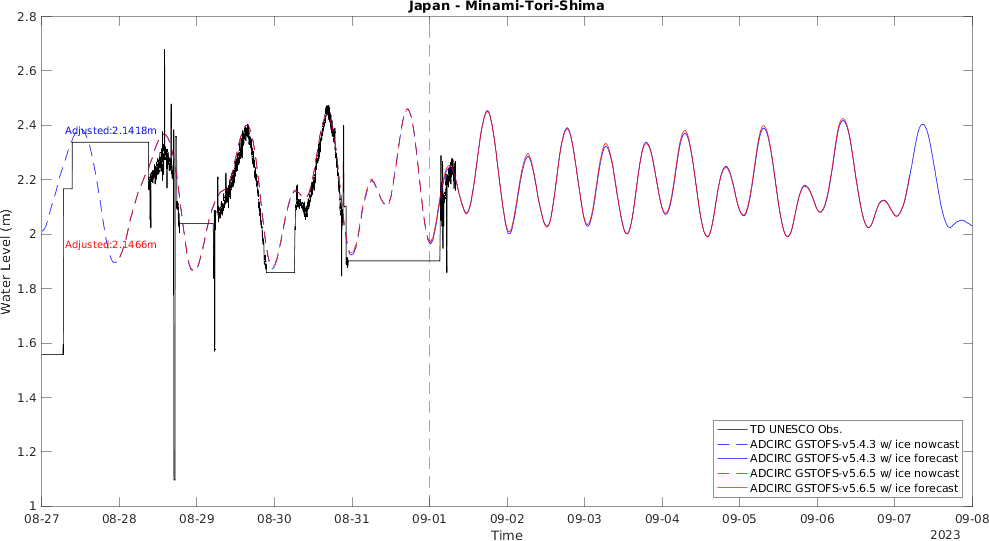 Japan - Minami-Tori-Shima
2.8
2.6
2.4
2.2
2
1.8
1.6
1.4
1.2
1
Water Level (m)
Adjusted:2.1418m
Adjusted:2.1466m
TD UNESCO Obs.
ADCIRC GSTOFS-v5.4.3 w/ ice nowcast
ADCIRC GSTOFS-v5.4.3 w/ ice forecast
ADCIRC GSTOFS-v5.6.5 w/ ice nowcast
ADCIRC GSTOFS-v5.6.5 w/ ice forecast
08-27 08-28 08-29 08-30 08-31 09-01 09-02 09-03 09-04 09-05 09-06 09-07 09-08
Time
2023